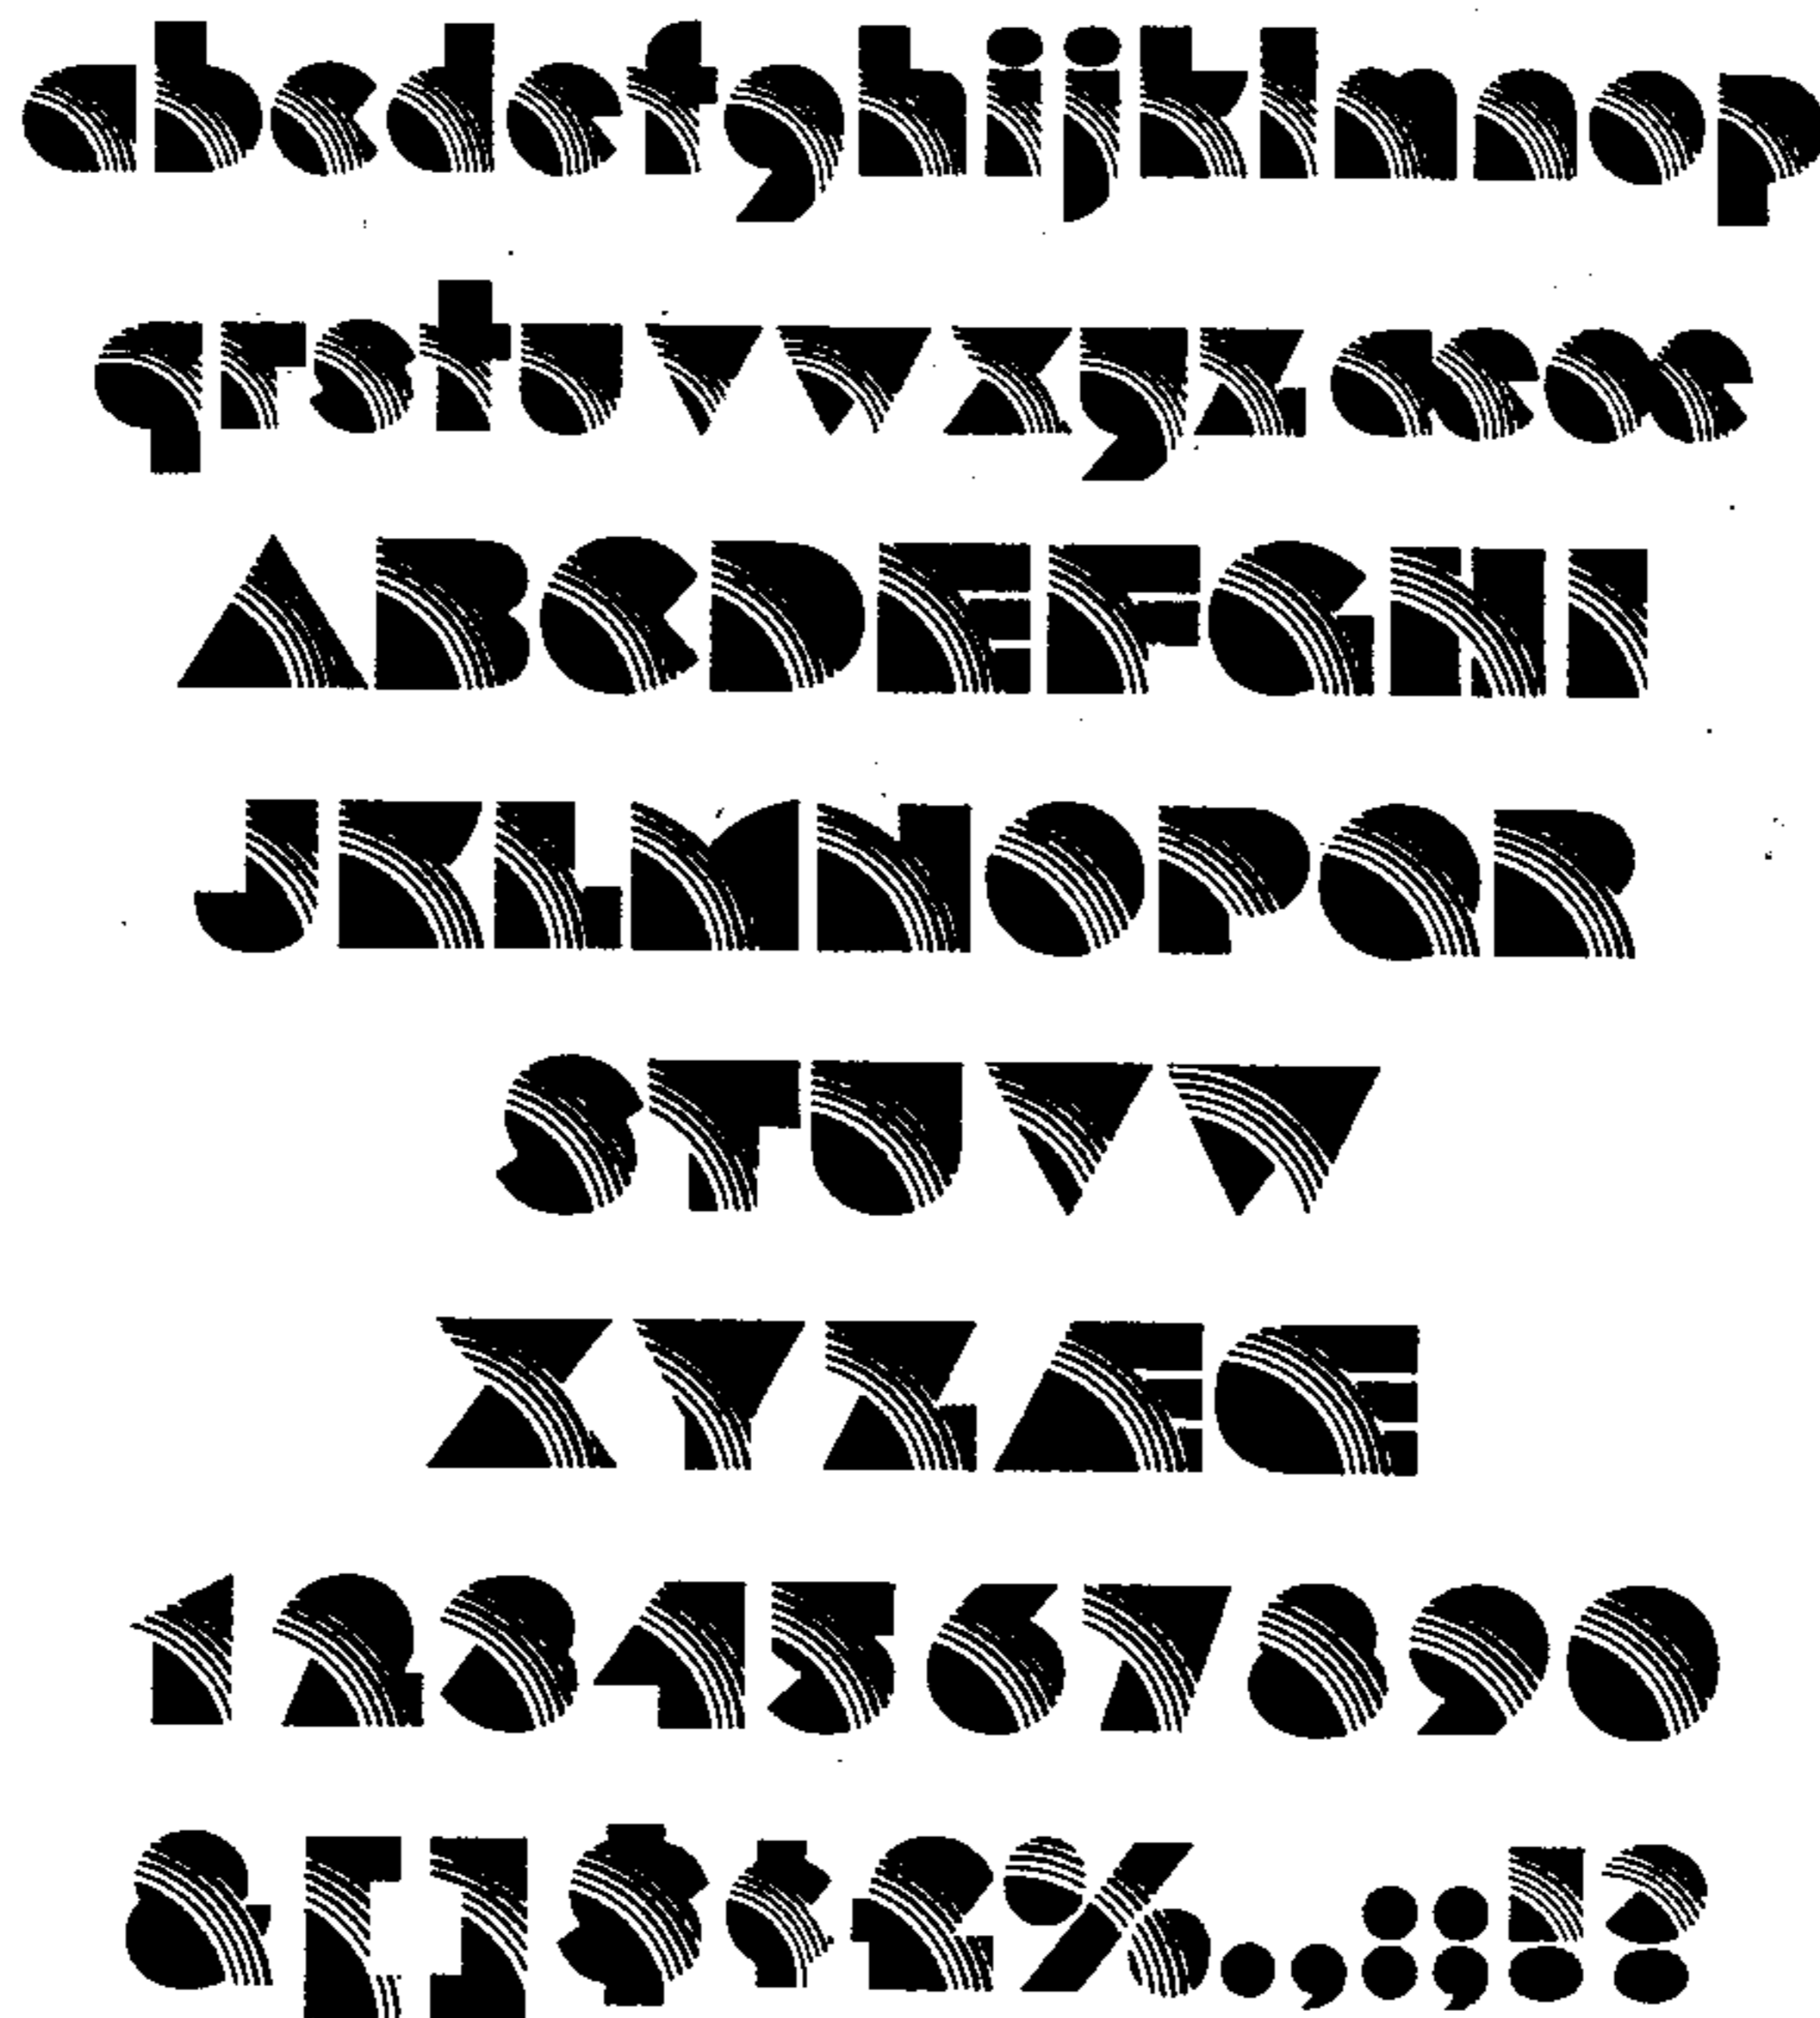 abcdefghijklmnop
qrstuvwxyzæœ
ABCDEFGHI
JKLMNOPQR
STUVW
XYZÆŒ
1234567890
&[]$¢£%.,:;!?